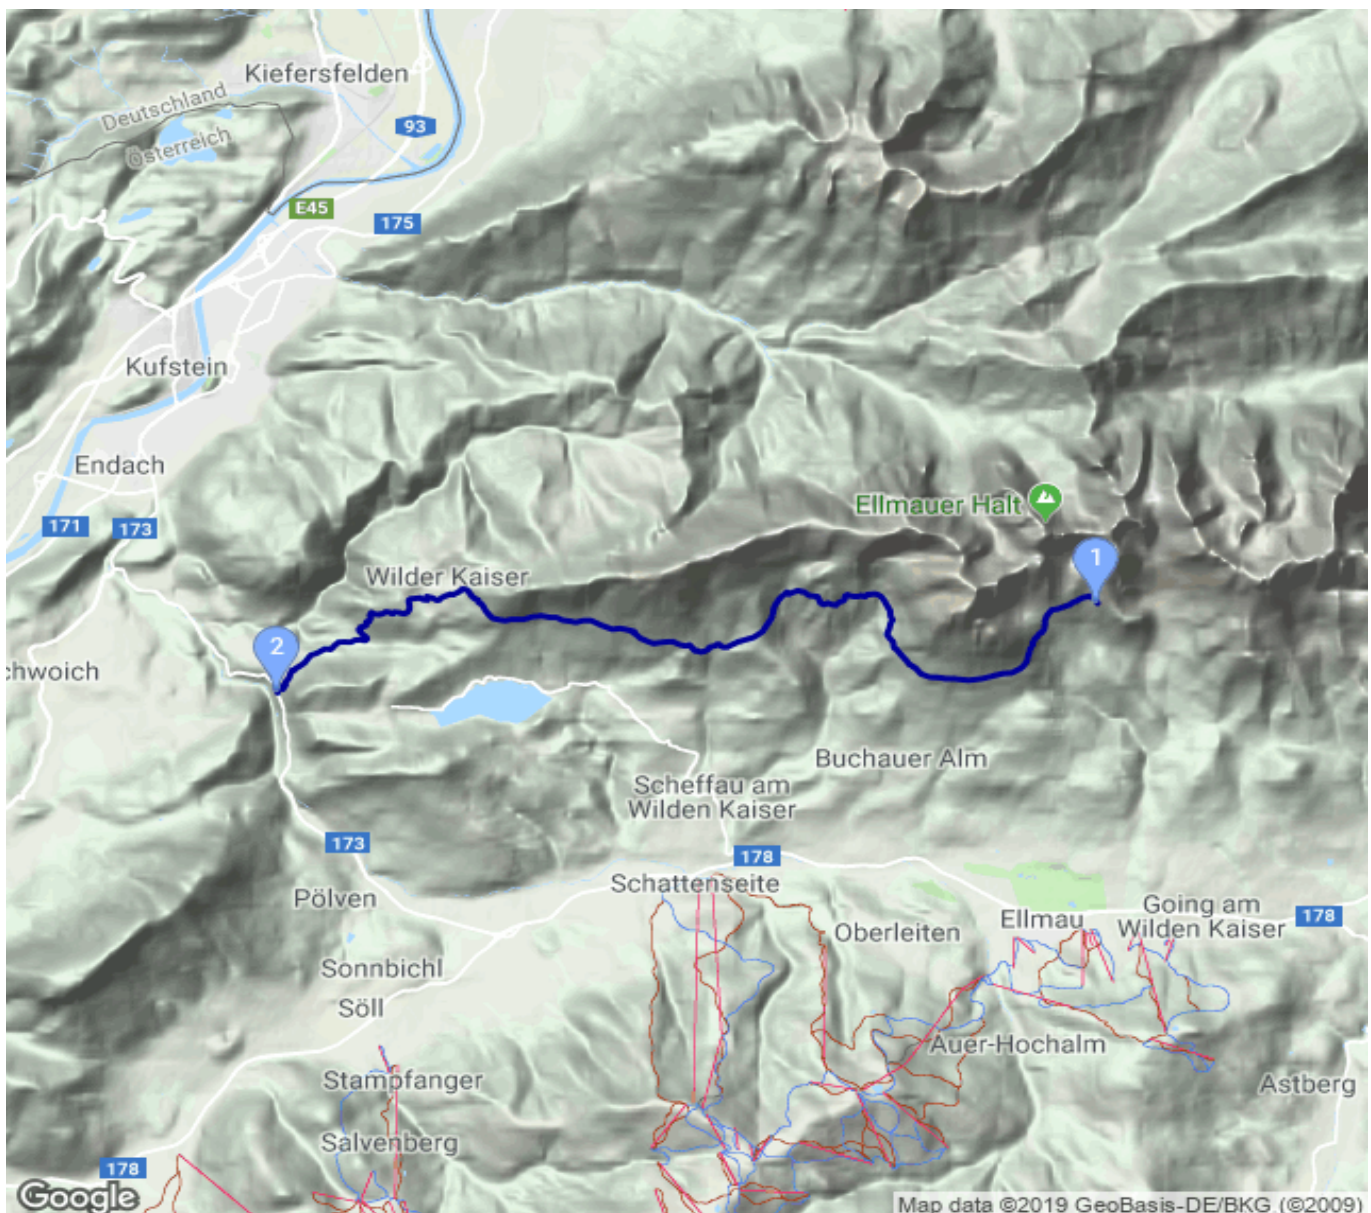 Kiefersfelden
Deutschland
Österreich
93
E45
175
Kufstein
Endach
171
173
Ellmauer Halt
1
Wilder Kaiser
2
chwoich
Buchauer Alm
Scheffau am
Wilden Kaiser
173
178
Schattenseite
Pölven
Ellmau
Going am
Wilden Kaiser
178
Oberleiten
Sonnbichl
Söll
Auer-Hochalm
Stampfanger
Astberg
Salvenberg
178
Google
Map data ©2019 GeoBasis-DE/BKG (©2009)